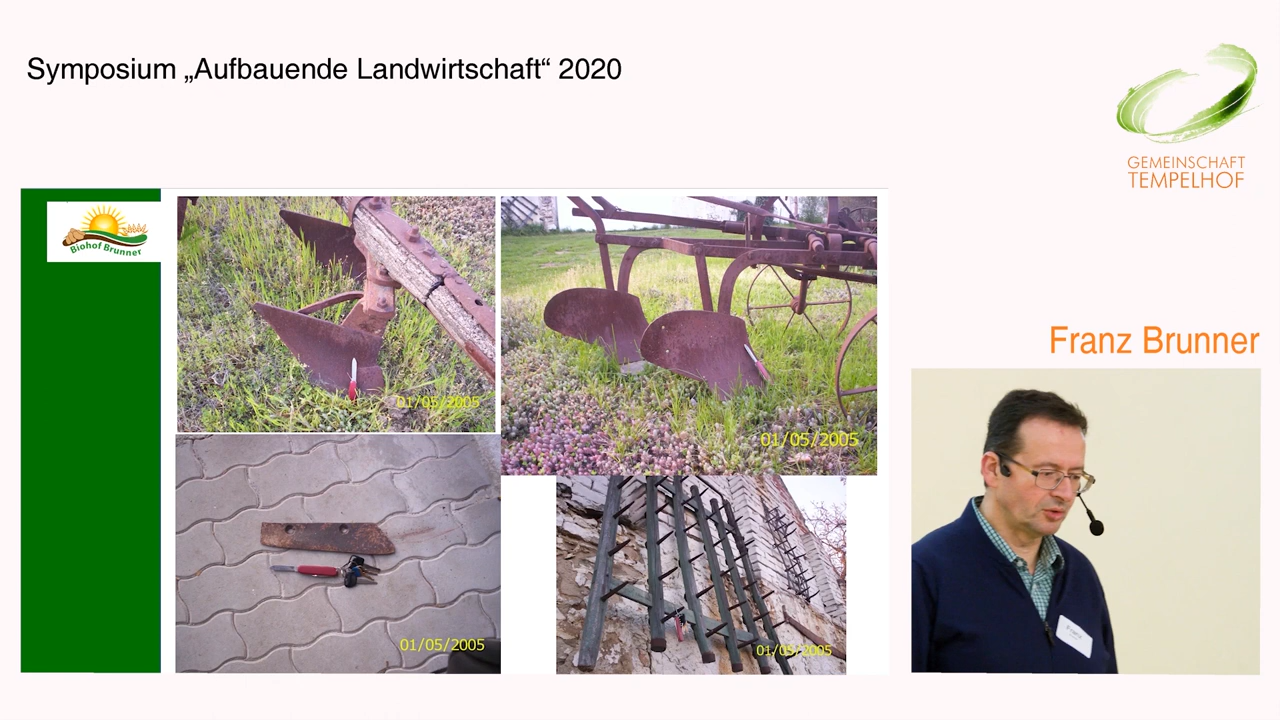 Symposium „Aufbauende Landwirtschaft“ 2020
GEMEINSCHAFT
TEMPELHOF
Biohof Brunner
01/05/2005
01/05/2005
01/05/2005
01/05/2005
Franz Brunner
Franz